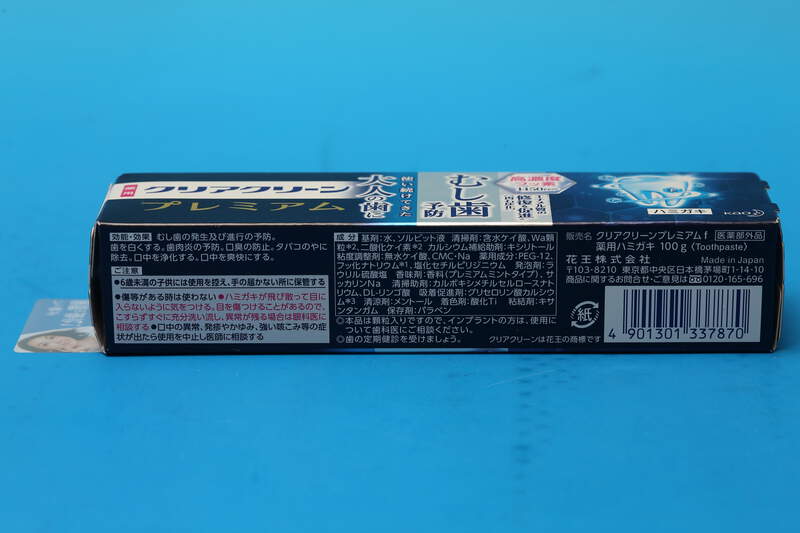 薬用
クリアクリーン
プレミアム
使い続けてきた
大人の歯に
むし歯
予防
高濃度
フッ素
1450ppm
ハミガキ
Kao
効能・効果 むし歯の発生及び進行の予防。
歯を白くする。歯肉炎の予防。口臭の防止。タバコのやに
除去。口中を浄化する。口中を爽快にする。
ご注意
●6歳未満の子供には使用を控え、手の届かない所に保管する
●傷等がある時は使わない ●ハミガキが飛び散って目に
入らないように気をつける。目を傷つけることがあるので、
こすらずすぐに充分洗い流し、異常が残る場合は眼科医に
相談する ●口中の異常、発疹やかゆみ、強い咳こみ等の症
状が出たら使用を中止し医師に相談する
成分 基剤:水、ソルビット液 清掃剤:含水ケイ酸、Wa顆
粒*2、二酸化ケイ素*2 カルシウム補給助剤:キシリトール
粘度調整剤:無水ケイ酸、CMC・Na 薬用成分:PEG-12、
フッ化ナトリウム*1、塩化セチルピリジニウム 発泡剤:ラ
ウリル硫酸塩 香味剤:香料(プレミアムミントタイプ)、サ
ッカリンNa 清掃助剤:カルボキシメチルセルロースナト
リウム、DL-リンゴ酸 吸着促進剤:グリセロリン酸カルシウ
ム*3 清涼剤:メントール 着色剤:酸化Ti 粘結剤:キサ
ンタンガム 保存剤:パラベン
◎本品は顆粒入りですので、インプラントの方は、使用に
ついて歯科医にご相談ください。
◎歯の定期健診を受けましょう。
クリアクリーンは花王の商標です
紙
販売名 クリアクリーンプレミアムf 医薬部外品
薬用ハミガキ 100g (Toothpaste)
花王株式会社 Made in Japan
〒103-8210 東京都中央区日本橋茅場町1-14-10
商品に関するお問合せ・ご意見は 0120-165-696
4 901301 337870